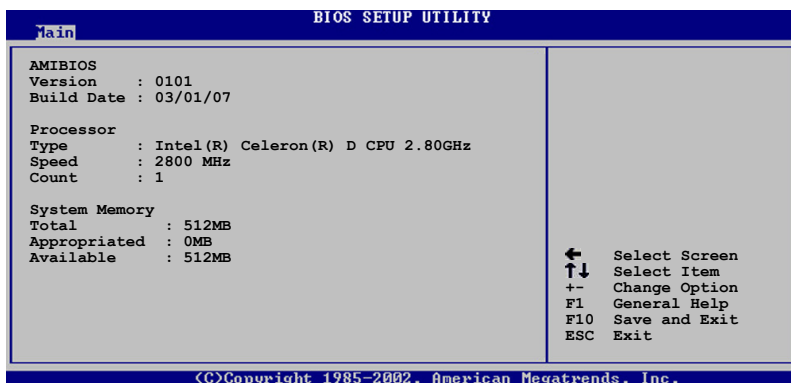 BIOS SETUP UTILITY
Main
AMIBIOS
Version : 0101
Build Date : 03/01/07
Processor
Type : Intel(R) Celeron(R) D CPU 2.80GHz
Speed : 2800 MHz
Count : 1
System Memory
Total : 512MB
Appropriated : 0MB
Available : 512MB
← Select Screen
↑↓ Select Item
+- Change Option
F1 General Help
F10 Save and Exit
ESC Exit
(C)Copyright 1985-2002, American Megatrends, Inc.